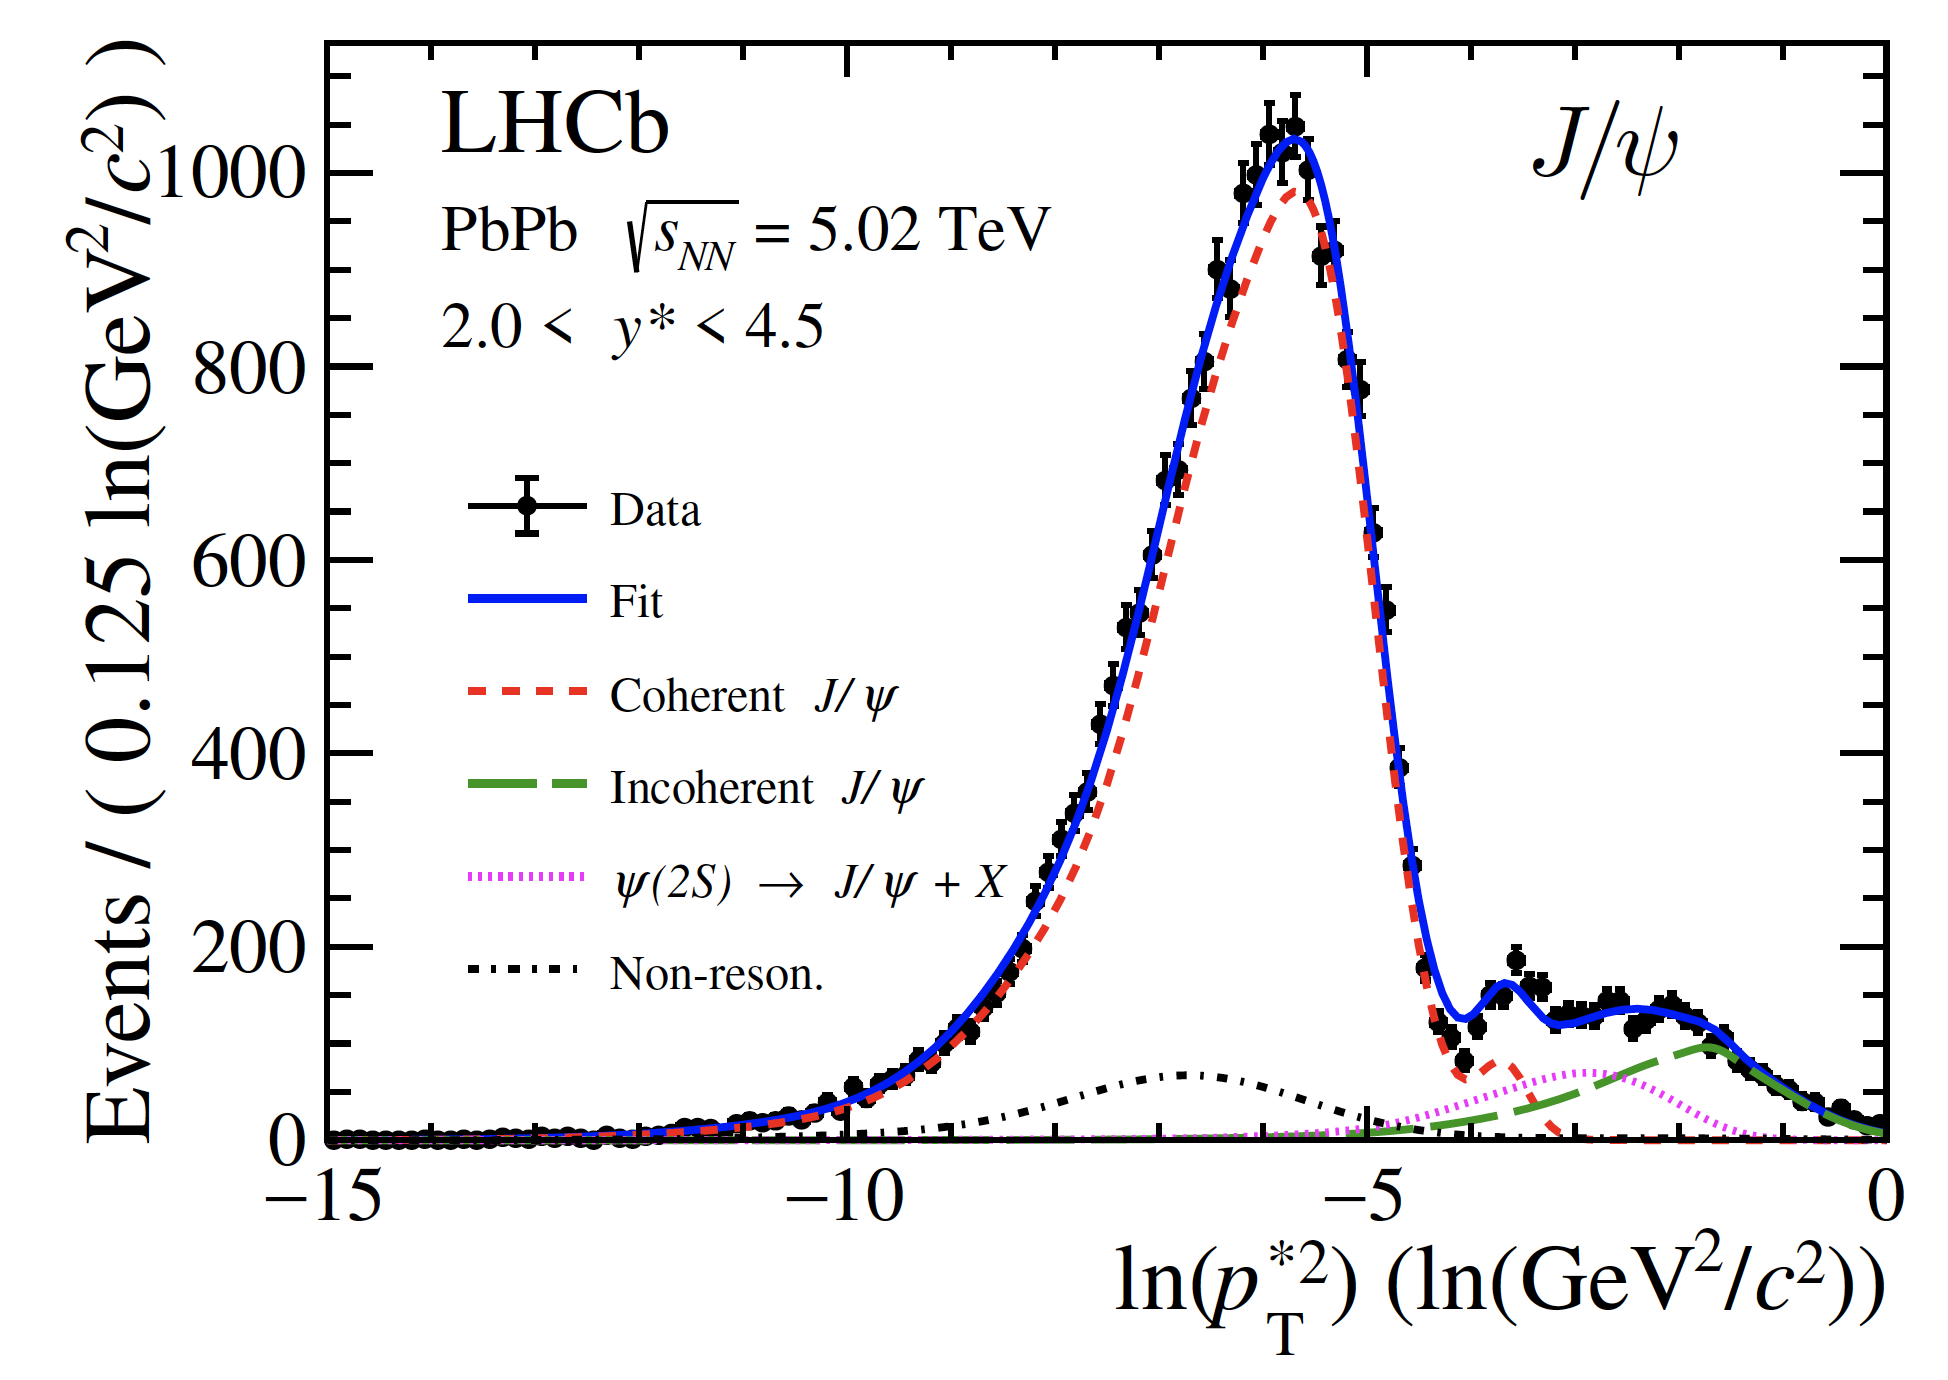 LHCb
J/ψ
PbPb √s_NN = 5.02 TeV
2.0 < y* < 4.5
Data
Fit
Coherent J/ψ
Incoherent J/ψ
ψ(2S) → J/ψ + X
Non-reson.
Events / ( 0.125 ln(GeV²/c²) )
1000
800
600
400
200
0
−15 −10 −5 0
ln(p_T^{*2}) (ln(GeV²/c²))